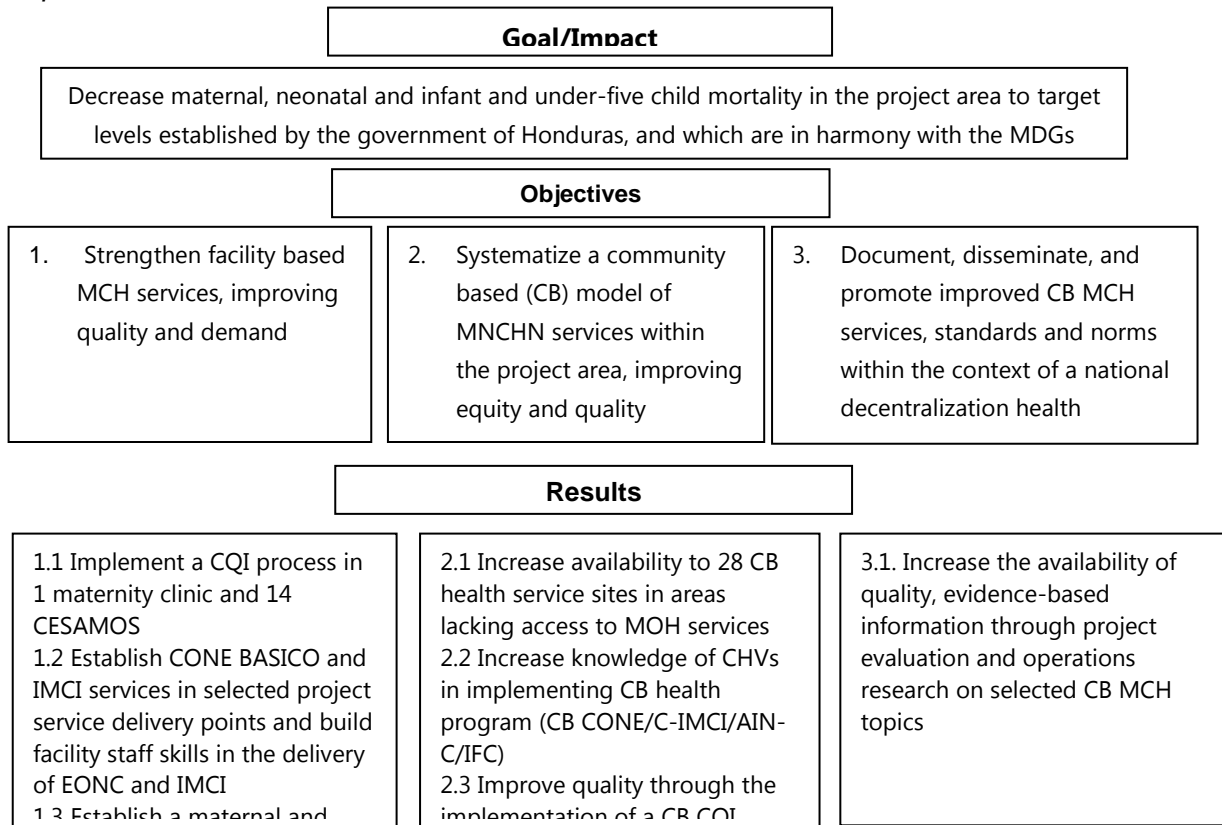 Goal/Impact
Decrease maternal, neonatal and infant and under-five child mortality in the project area to target
levels established by the government of Honduras, and which are in harmony with the MDGs
Objectives
1. Strengthen facility based
MCH services, improving
quality and demand
2. Systematize a community
based (CB) model of
MNCHN services within
the project area, improving
equity and quality
3. Document, disseminate, and
promote improved CB MCH
services, standards and norms
within the context of a national
decentralization health
Results
1.1 Implement a CQI process in
1 maternity clinic and 14
CESAMOS
1.2 Establish CONE BASICO and
IMCI services in selected project
service delivery points and build
facility staff skills in the delivery
of EONC and IMCI
1.3 Establish a maternal and
2.1 Increase availability to 28 CB
health service sites in areas
lacking access to MOH services
2.2 Increase knowledge of CHVs
in implementing CB health
program (CB CONE/C-IMCI/AIN-
C/IFC)
2.3 Improve quality through the
implementation of a CB CQI
3.1. Increase the availability of
quality, evidence-based
information through project
evaluation and operations
research on selected CB MCH
topics